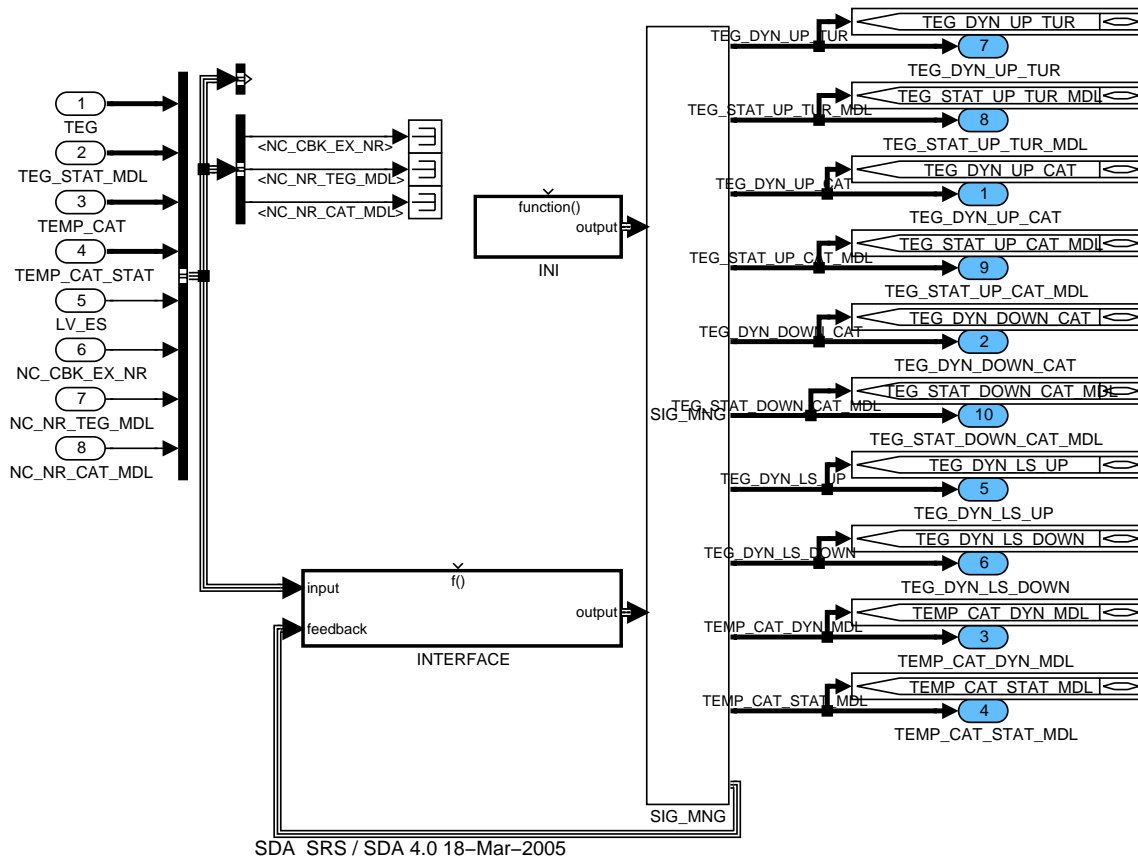 1
TEG
2
TEG_STAT_MDL
3
TEMP_CAT
4
TEMP_CAT_STAT
5
LV_ES
6
NC_CBK_EX_NR
7
NC_NR_TEG_MDL
8
NC_NR_CAT_MDL
<NC_CBK_EX_NR>
<NC_NR_TEG_MDL>
<NC_NR_CAT_MDL>
function()
output
INI
f()
input
output
feedback
INTERFACE
SIG_MNG
SIG_MNG
TEG_DYN_UP_TUR
TEG_DYN_UP_TUR
7
TEG_DYN_UP_TUR
TEG_STAT_UP_TUR_MDL
TEG_STAT_UP_TUR_MDL
8
TEG_STAT_UP_TUR_MDL
TEG_DYN_UP_CAT
TEG_DYN_UP_CAT
1
TEG_DYN_UP_CAT
TEG_STAT_UP_CAT_MDL
TEG_STAT_UP_CAT_MDL
9
TEG_STAT_UP_CAT_MDL
TEG_DYN_DOWN_CAT
TEG_DYN_DOWN_CAT
2
TEG_DYN_DOWN_CAT
TEG_STAT_DOWN_CAT_MDL
TEG_STAT_DOWN_CAT_MDL
10
TEG_STAT_DOWN_CAT_MDL
TEG_DYN_LS_UP
TEG_DYN_LS_UP
5
TEG_DYN_LS_UP
TEG_DYN_LS_DOWN
TEG_DYN_LS_DOWN
6
TEG_DYN_LS_DOWN
TEMP_CAT_DYN_MDL
TEMP_CAT_DYN_MDL
3
TEMP_CAT_DYN_MDL
TEMP_CAT_STAT_MDL
TEMP_CAT_STAT_MDL
4
TEMP_CAT_STAT_MDL
SDA_SRS / SDA 4.0 18–Mar–2005